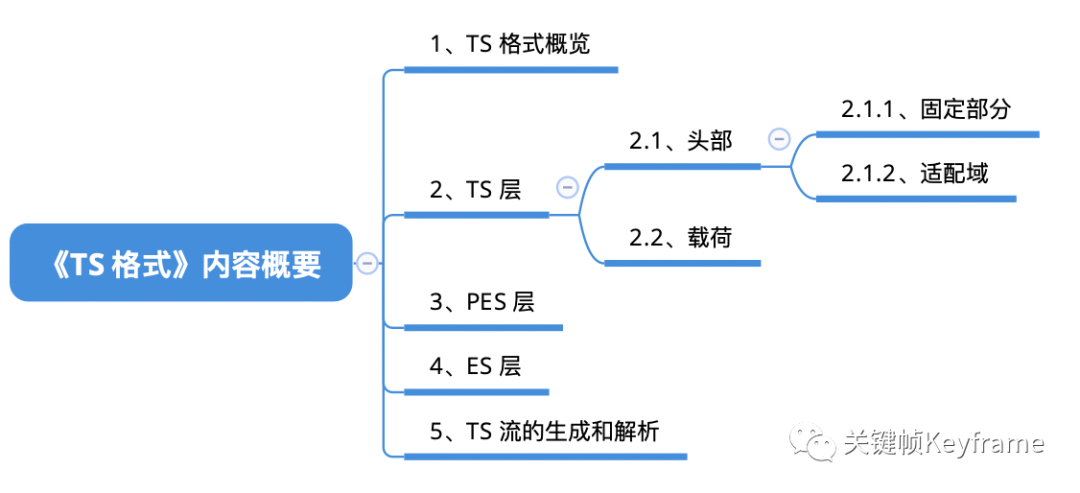 1、TS 格式概览
2.1.1、固定部分
2.1、头部
2.1.2、适配域
2、TS 层
2.2、载荷
《TS 格式》内容概要
3、PES 层
4、ES 层
5、TS 流的生成和解析
关键帧Keyframe